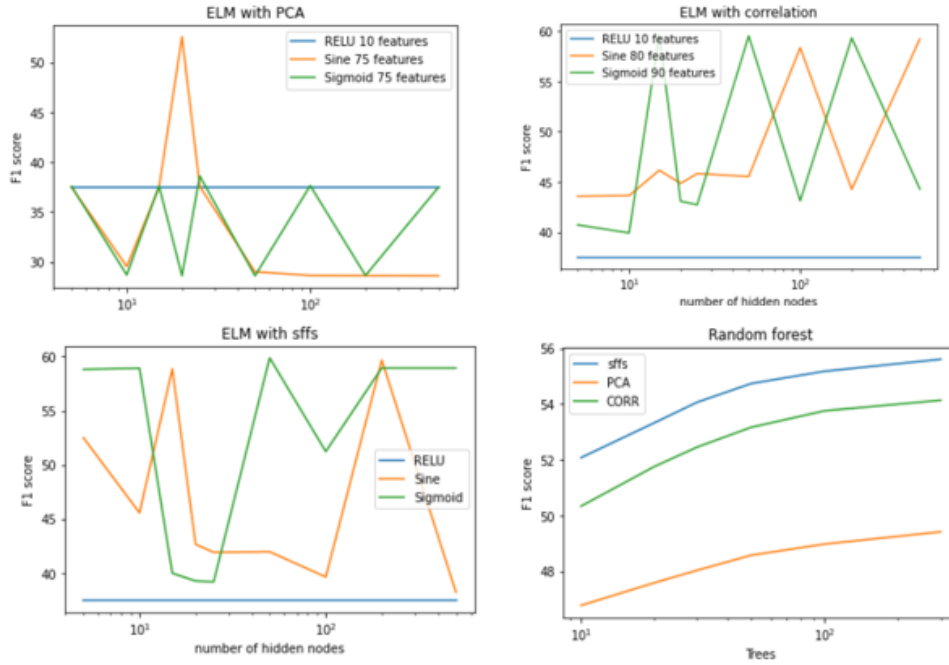 ELM with PCA
RELU 10 features
Sine 75 features
Sigmoid 75 features
F1 score
50
45
40
35
30
10¹
10²
ELM with correlation
RELU 10 features
Sine 80 features
Sigmoid 90 features
F1 score
60
55
50
45
40
10¹
10²
number of hidden nodes
ELM with sffs
RELU
Sine
Sigmoid
F1 score
60
55
50
45
40
10¹
10²
number of hidden nodes
Random forest
sffs
PCA
CORR
F1 score
56
54
52
50
48
10¹
10²
Trees